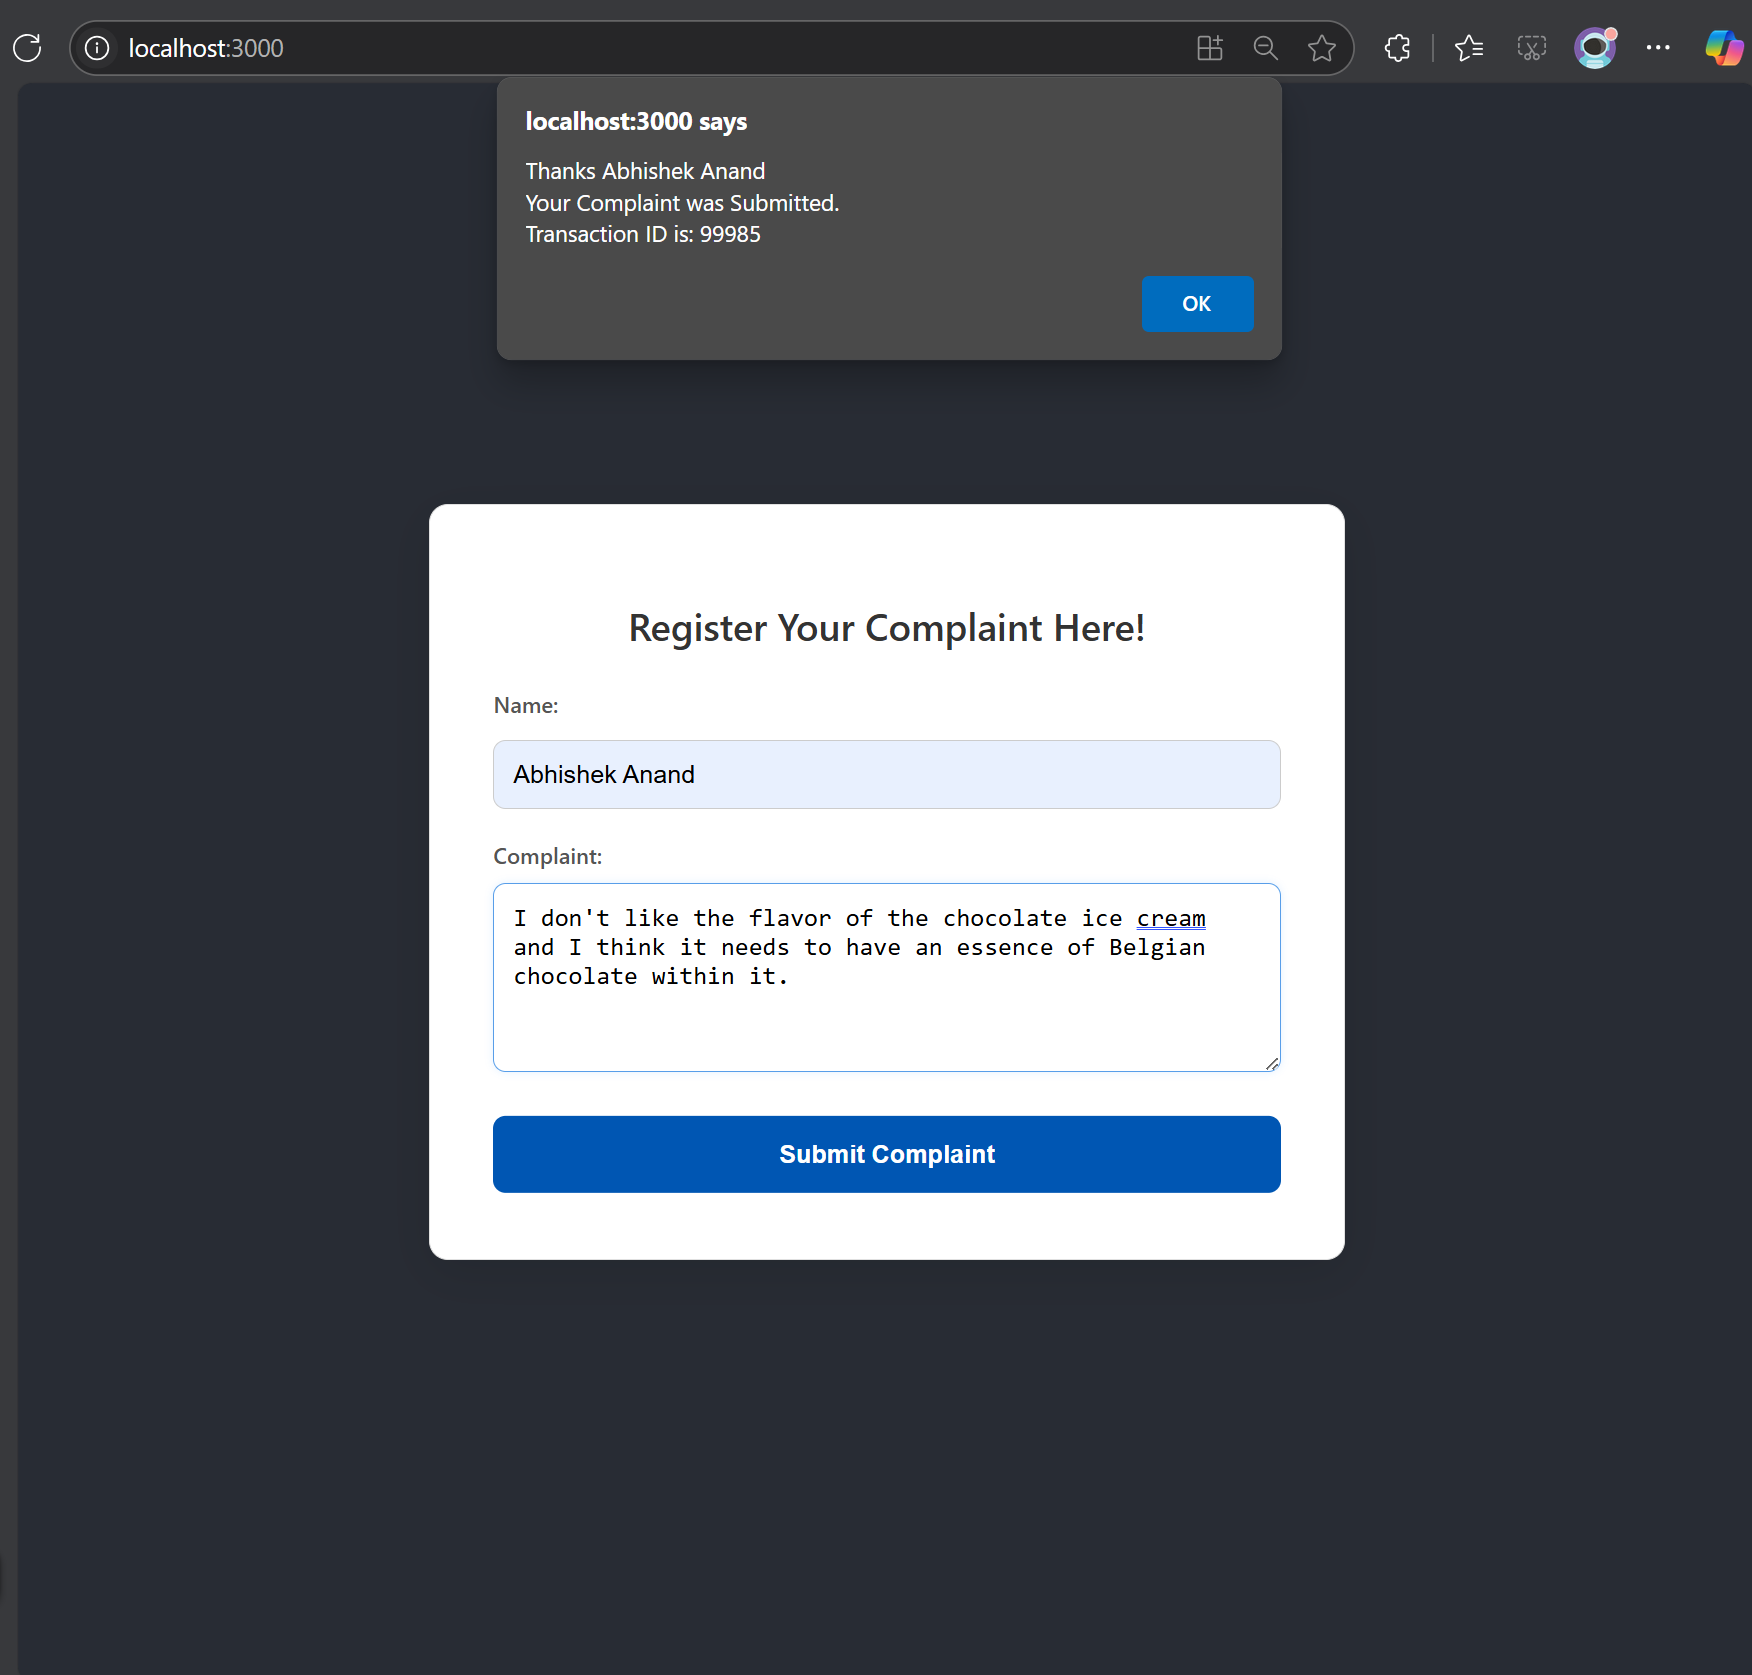 localhost:3000
localhost:3000 says
Thanks Abhishek Anand
Your Complaint was Submitted.
Transaction ID is: 99985
OK
Register Your Complaint Here!
Name:
Abhishek Anand
Complaint:
I don't like the flavor of the chocolate ice cream
and I think it needs to have an essence of Belgian
chocolate within it.
Submit Complaint